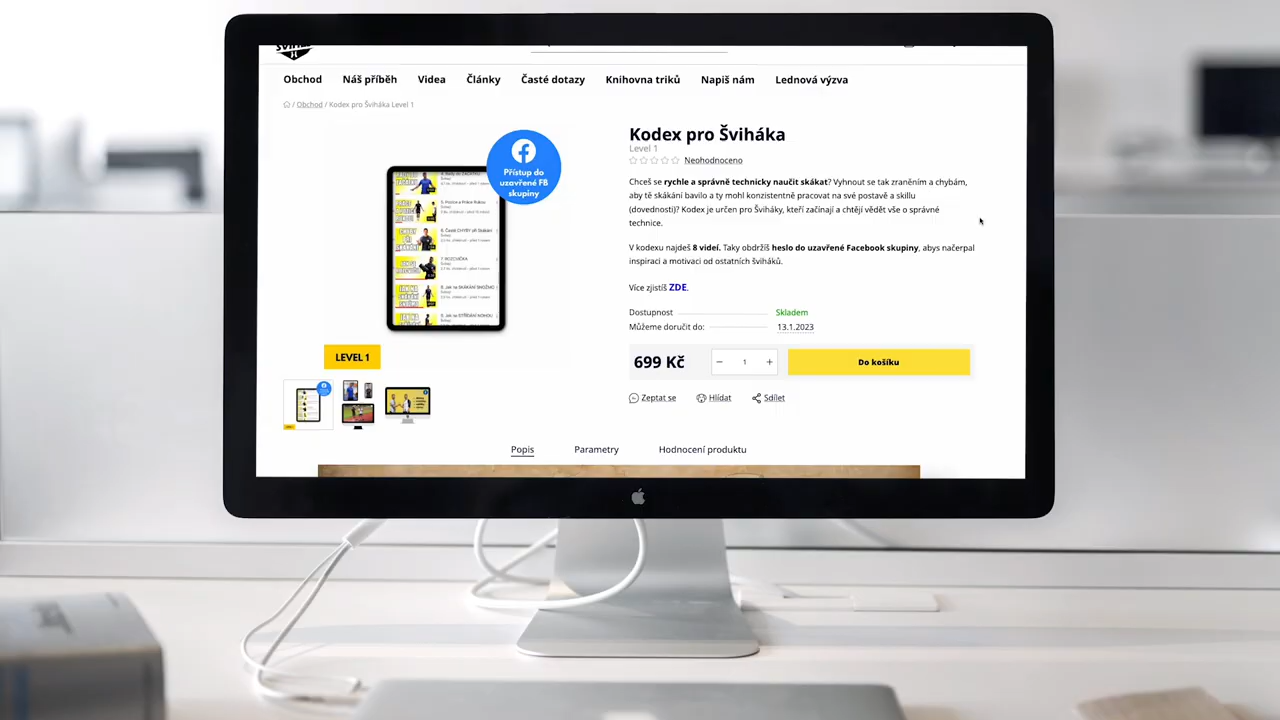 Obchod Náš příběh Videa Články Časté dotazy Knihovna triků Napiš nám Lednová výzva
/ Obchod / Kodex pro Šviháka Level 1
Přístup do
uzavřené FB
skupiny
LEVEL 1
Kodex pro Šviháka
Level 1
Neohodnoceno
Chceš se rychle a správně technicky naučit skákat? Vyhnout se tak zraněním a chybám,
aby tě skákání bavilo a ty mohl konzistentně pracovat na své postavě a skillu
(dovednosti)? Kodex je určen pro Šviháky, kteří začínají a chtějí vědět vše o správné
technice.
V kodexu najdeš 8 videí. Taky obdržíš heslo do uzavřené Facebook skupiny, abys načerpal
inspiraci a motivaci od ostatních šviháků.
Více zjistíš ZDE.
Dostupnost Skladem
Můžeme doručit do: 13.1.2023
699 Kč − 1 + Do košíku
Zeptat se Hlídat Sdílet
Popis Parametry Hodnocení produktu